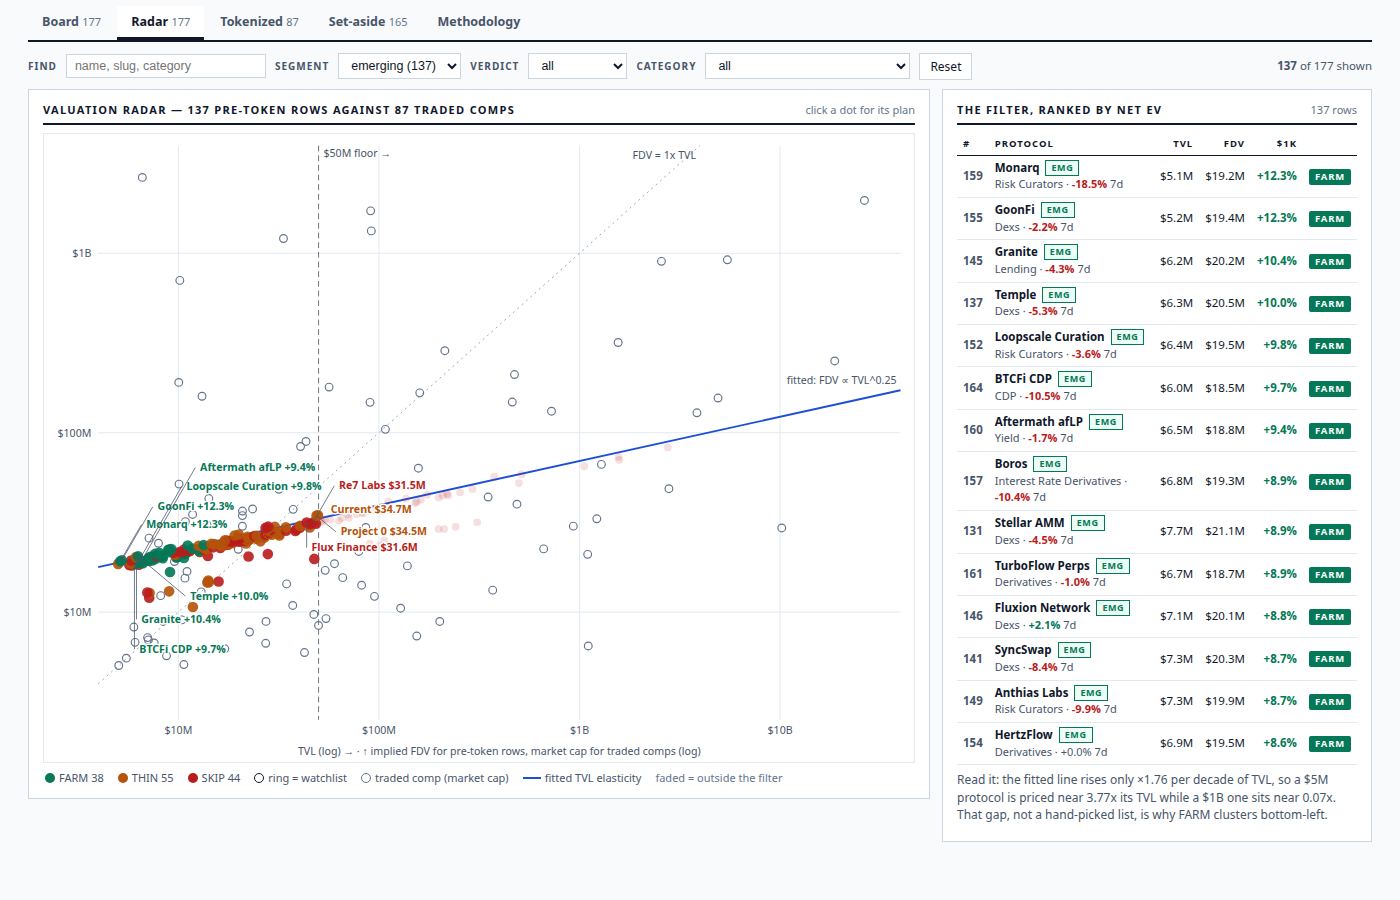 Board 177 Radar 177 Tokenized 87 Set-aside 165 Methodology
FIND name, slug, category SEGMENT emerging (137) VERDICT all CATEGORY all Reset 137 of 177 shown
VALUATION RADAR — 137 PRE-TOKEN ROWS AGAINST 87 TRADED COMPS click a dot for its plan
$50M floor →
FDV = 1x TVL
$1B
fitted: FDV ∝ TVL^0.25
$100M
Aftermath afLP +9.4%
Loopscale Curation +9.8%
Re7 Labs $31.5M
GoonFi +12.3%
Current $34.7M
Monarq +12.3%
Project 0 $34.5M
Flux Finance $31.6M
Temple +10.0%
$10M
Granite +10.4%
BTCFi CDP +9.7%
$10M $100M $1B $10B
TVL (log) → · ↑ implied FDV for pre-token rows, market cap for traded comps (log)
FARM 38 THIN 55 SKIP 44 ring = watchlist traded comp (market cap) fitted TVL elasticity faded = outside the filter
THE FILTER, RANKED BY NET EV 137 rows
# PROTOCOL TVL FDV $1K
159 Monarq EMG $5.1M $19.2M +12.3% FARM
Risk Curators · -18.5% 7d
155 GoonFi EMG $5.2M $19.4M +12.3% FARM
Dexs · -2.2% 7d
145 Granite EMG $6.2M $20.2M +10.4% FARM
Lending · -4.3% 7d
137 Temple EMG $6.3M $20.5M +10.0% FARM
Dexs · -5.3% 7d
152 Loopscale Curation EMG $6.4M $19.5M +9.8% FARM
Risk Curators · -3.6% 7d
164 BTCFi CDP EMG $6.0M $18.5M +9.7% FARM
CDP · -10.5% 7d
160 Aftermath afLP EMG $6.5M $18.8M +9.4% FARM
Yield · -1.7% 7d
157 Boros EMG $6.8M $19.3M +8.9% FARM
Interest Rate Derivatives ·
-10.4% 7d
131 Stellar AMM EMG $7.7M $21.1M +8.9% FARM
Dexs · -4.5% 7d
161 TurboFlow Perps EMG $6.7M $18.7M +8.9% FARM
Derivatives · -1.0% 7d
146 Fluxion Network EMG $7.1M $20.1M +8.8% FARM
Dexs · +2.1% 7d
141 SyncSwap EMG $7.3M $20.3M +8.7% FARM
Dexs · -8.4% 7d
149 Anthias Labs EMG $7.3M $19.9M +8.7% FARM
Risk Curators · -9.9% 7d
154 HertzFlow EMG $6.9M $19.5M +8.6% FARM
Derivatives · +0.0% 7d
Read it: the fitted line rises only ×1.76 per decade of TVL, so a $5M
protocol is priced near 3.77x its TVL while a $1B one sits near 0.07x.
That gap, not a hand-picked list, is why FARM clusters bottom-left.